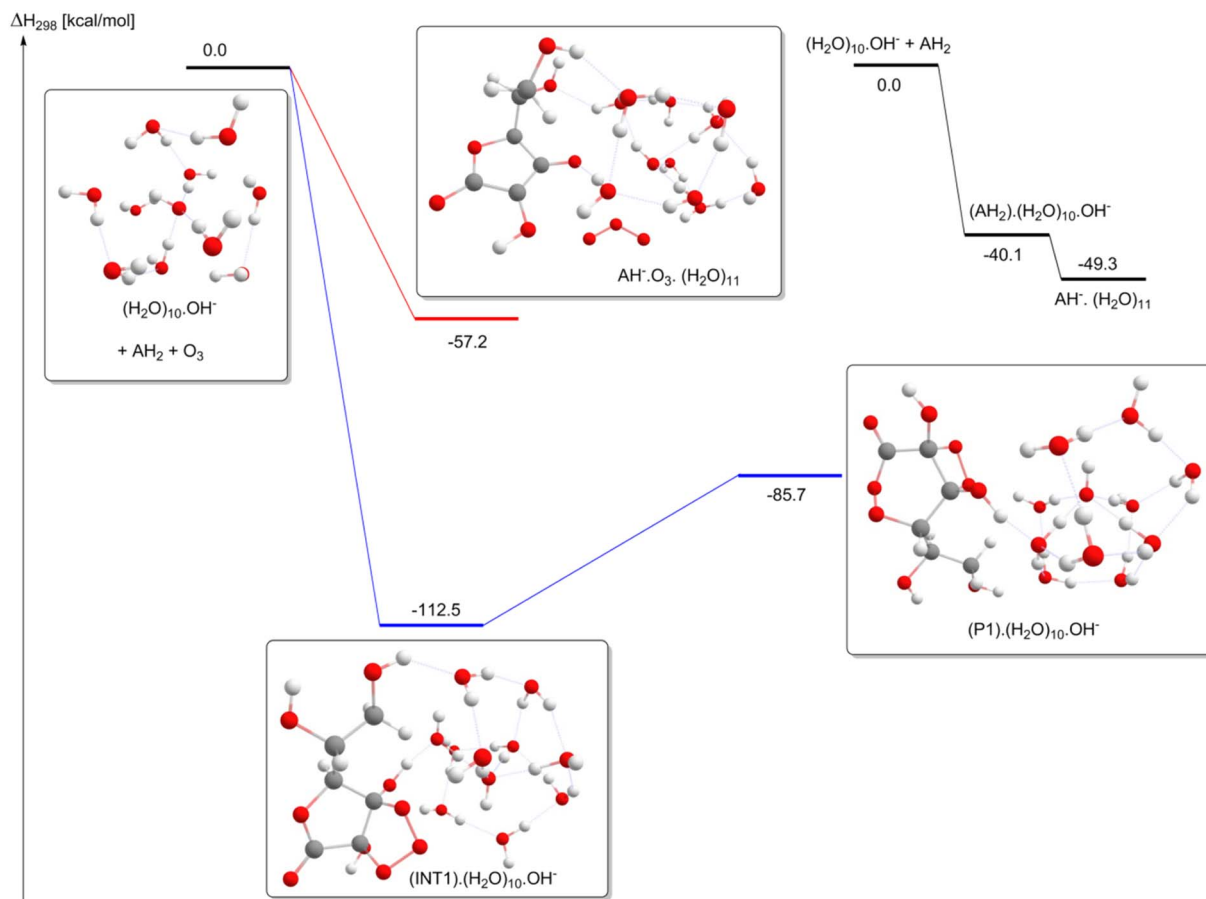 ΔH₂₉₈ [kcal/mol]
0.0
(H₂O)₁₀.OH⁻
+ AH₂ + O₃
AH⁻.O₃. (H₂O)₁₁
-57.2
(H₂O)₁₀.OH⁻ + AH₂
0.0
(AH₂).(H₂O)₁₀.OH⁻
-40.1
-49.3
AH⁻. (H₂O)₁₁
-85.7
(P1).(H₂O)₁₀.OH⁻
-112.5
(INT1).(H₂O)₁₀.OH⁻